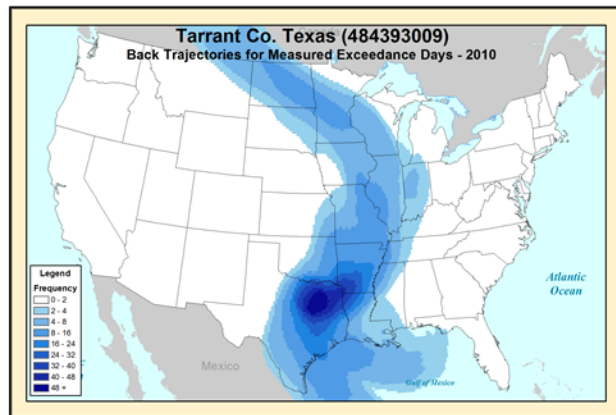 Tarrant Co. Texas (484393009)
Back Trajectories for Measured Exceedance Days - 2010
Atlantic
Ocean
Legend
Frequency
0 - 2
2 - 4
4 - 8
8 - 16
16 - 24
24 - 32
32 - 40
40 - 48
48 +
Mexico
Gulf of Mexico